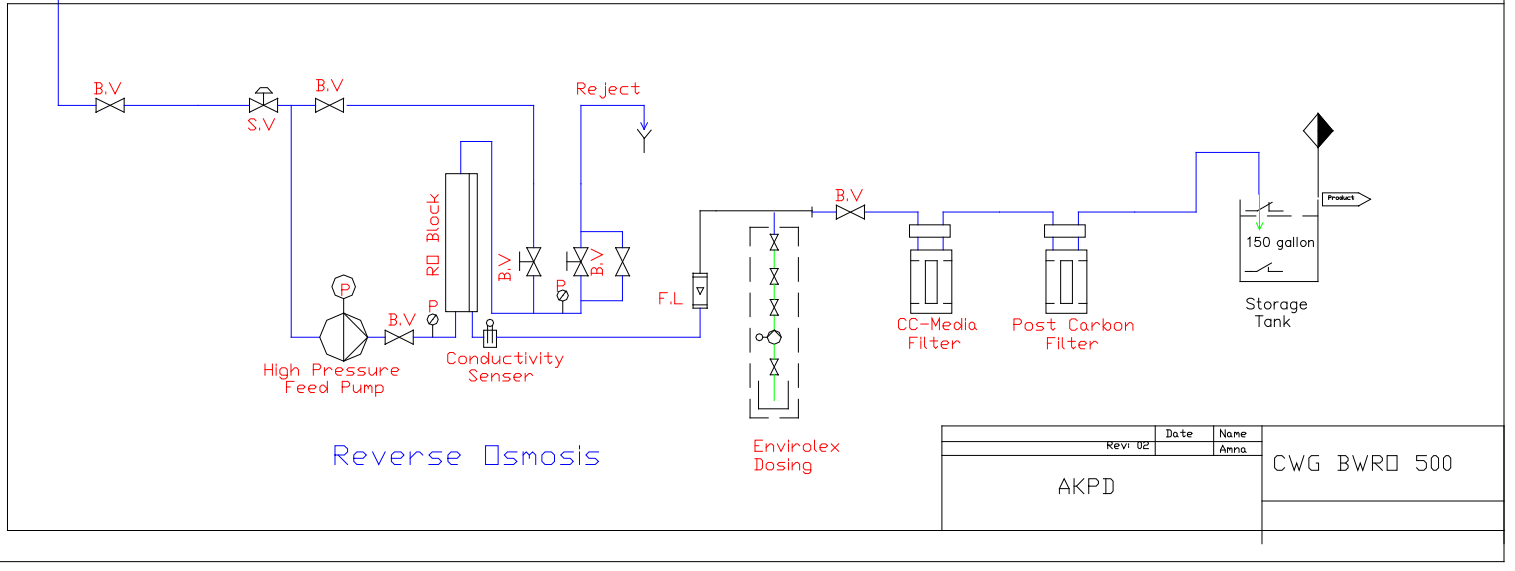 B.V
B.V
S.V
Reject
RO Block
B.V
B.V
P
P
P
B.V
High Pressure
Feed Pump
Conductivity
Senser
F.L
B.V
CC-Media
Filter
Post Carbon
Filter
150 gallon
Product
Storage
Tank
Envirolex
Dosing
Reverse Osmosis
Date
Name
Rev: 02
Amna
AKPD
CWG BWRO 500